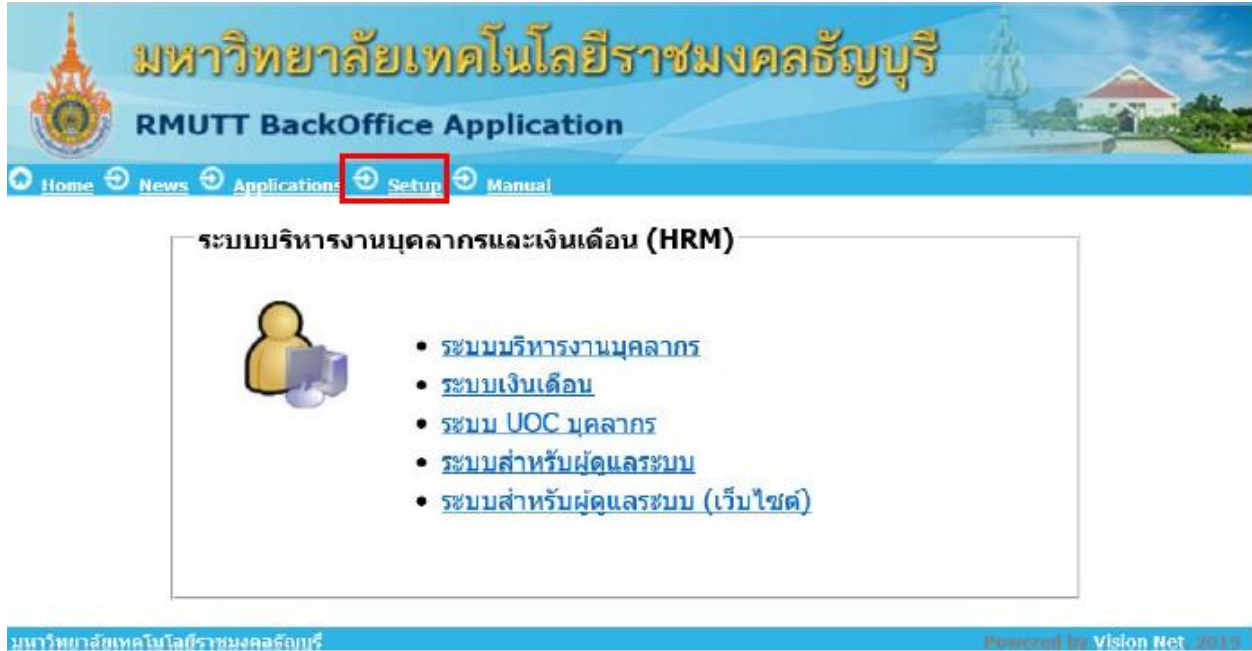 มหาวิทยาลัยเทคโนโลยีราชมงคลธัญบุรี
RMUTT BackOffice Application
Home News Applications Setup Manual
ระบบบริหารงานบุคลากรและเงินเดือน (HRM)
• ระบบบริหารงานบุคลากร
• ระบบเงินเดือน
• ระบบ UOC บุคลากร
• ระบบสำหรับผู้ดูแลระบบ
• ระบบสำหรับผู้ดูแลระบบ (เว็บไซต์)
มหาวิทยาลัยเทคโนโลยีราชมงคลธัญบุรี Powered by Vision Net 2019